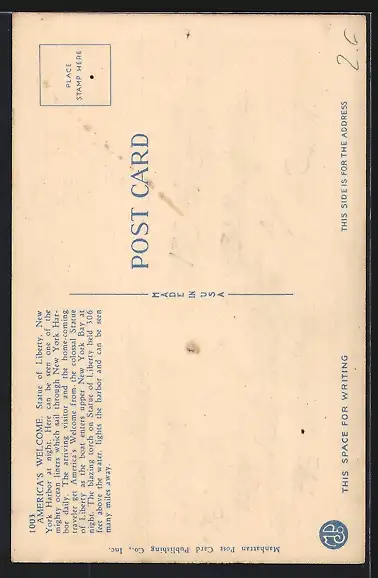 1003
AMERICA'S WELCOME. Statue of Liberty, New
York Harbor at night. Here can be seen one of the
mighty ocean liners which sail through New York Har-
bor daily. The arriving visitor and the home-coming
traveler get America's Welcome from the colossal Statue
of Liberty as the boat enters upper New York Bay at
night. The blazing torch on Statue of Liberty held 306
feet above the water, lights the harbor and can be seen
many miles away.
POST CARD
PLACE
STAMP HERE
MADE IN USA
Manhattan Post Card Publishing Co., Inc.
THIS SPACE FOR WRITING
THIS SIDE IS FOR THE ADDRESS
2.6